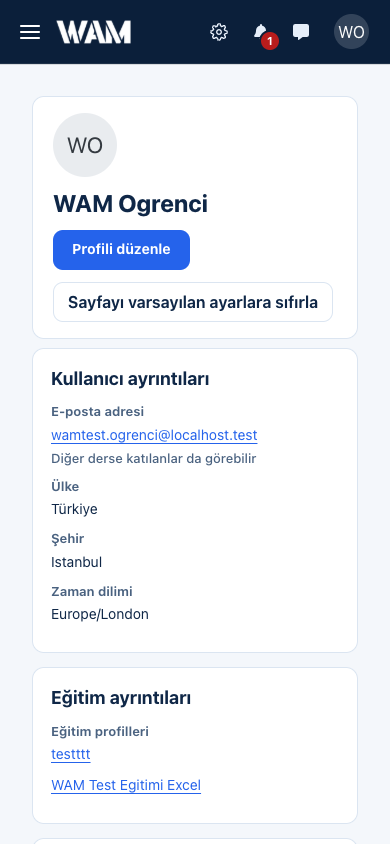 WAM
1
WO
WO
WAM Ogrenci
Profili düzenle
Sayfayı varsayılan ayarlara sıfırla
Kullanıcı ayrıntıları
E-posta adresi
wamtest.ogrenci@localhost.test
Diğer derse katılanlar da görebilir
Ülke
Türkiye
Şehir
Istanbul
Zaman dilimi
Europe/London
Eğitim ayrıntıları
Eğitim profilleri
testttt
WAM Test Egitimi Excel